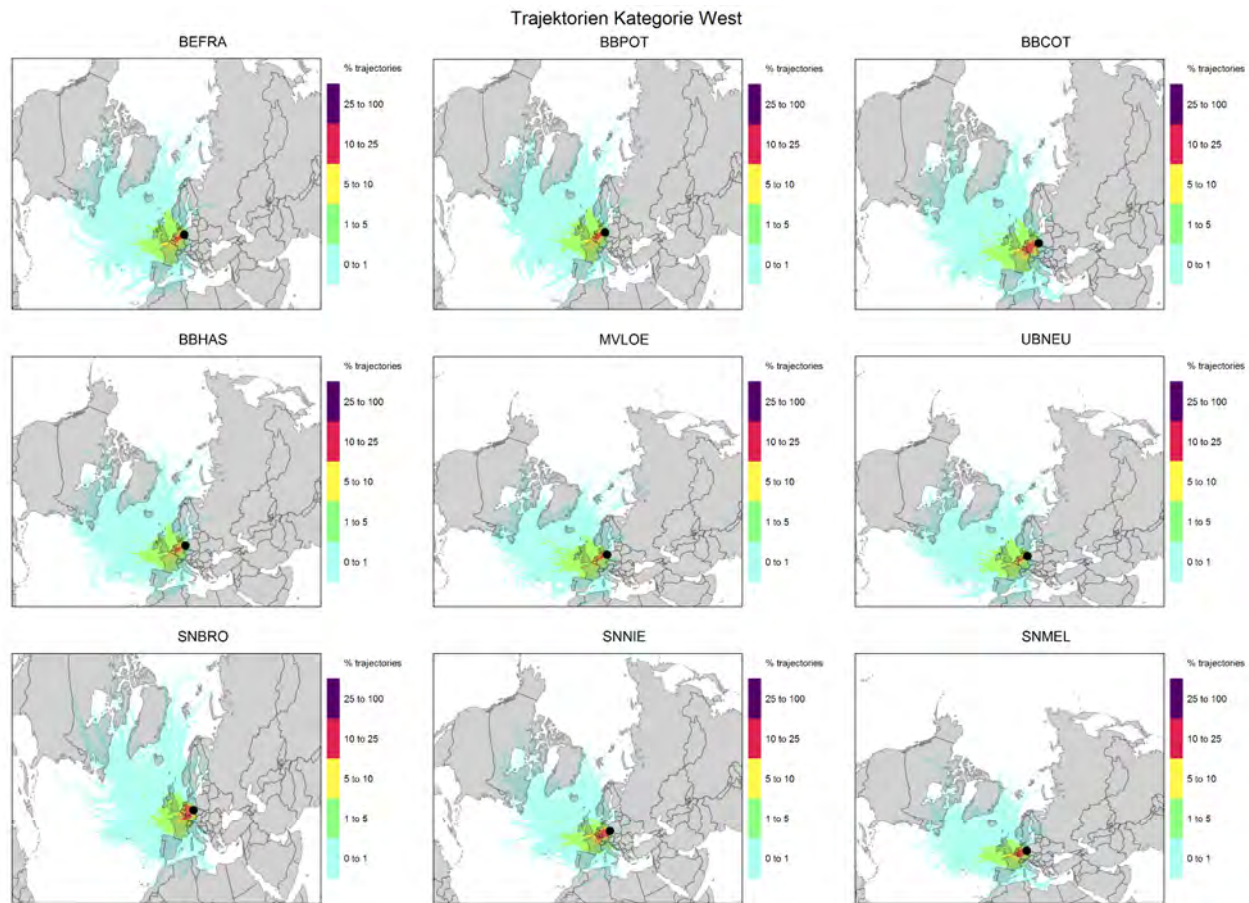 Trajektorien Kategorie West
BEFRA
% trajectories
25 to 100
10 to 25
5 to 10
1 to 5
0 to 1
BBPOT
% trajectories
25 to 100
10 to 25
5 to 10
1 to 5
0 to 1
BBCOT
% trajectories
25 to 100
10 to 25
5 to 10
1 to 5
0 to 1
BBHAS
% trajectories
25 to 100
10 to 25
5 to 10
1 to 5
0 to 1
MVLOE
% trajectories
25 to 100
10 to 25
5 to 10
1 to 5
0 to 1
UBNEU
% trajectories
25 to 100
10 to 25
5 to 10
1 to 5
0 to 1
SNBRO
% trajectories
25 to 100
10 to 25
5 to 10
1 to 5
0 to 1
SNNIE
% trajectories
25 to 100
10 to 25
5 to 10
1 to 5
0 to 1
SNMEL
% trajectories
25 to 100
10 to 25
5 to 10
1 to 5
0 to 1